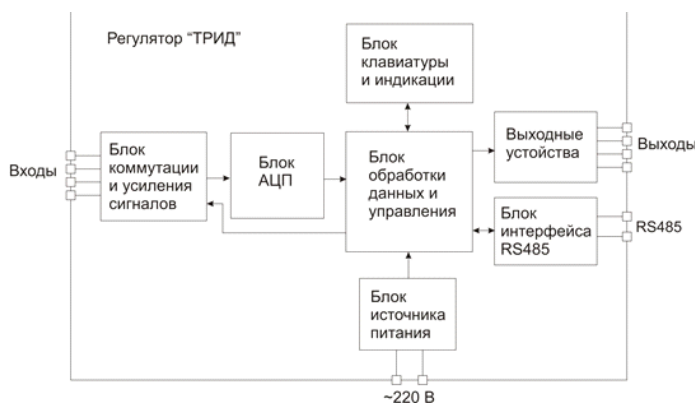 Регулятор “ТРИД”
Блок
клавиатуры
и индикации
Входы
Блок
коммутации
и усиления
сигналов
Блок
АЦП
Блок
обработки
данных и
управления
Выходные
устойства
Выходы
Блок
интерфейса
RS485
RS485
Блок
источника
питания
~220 В